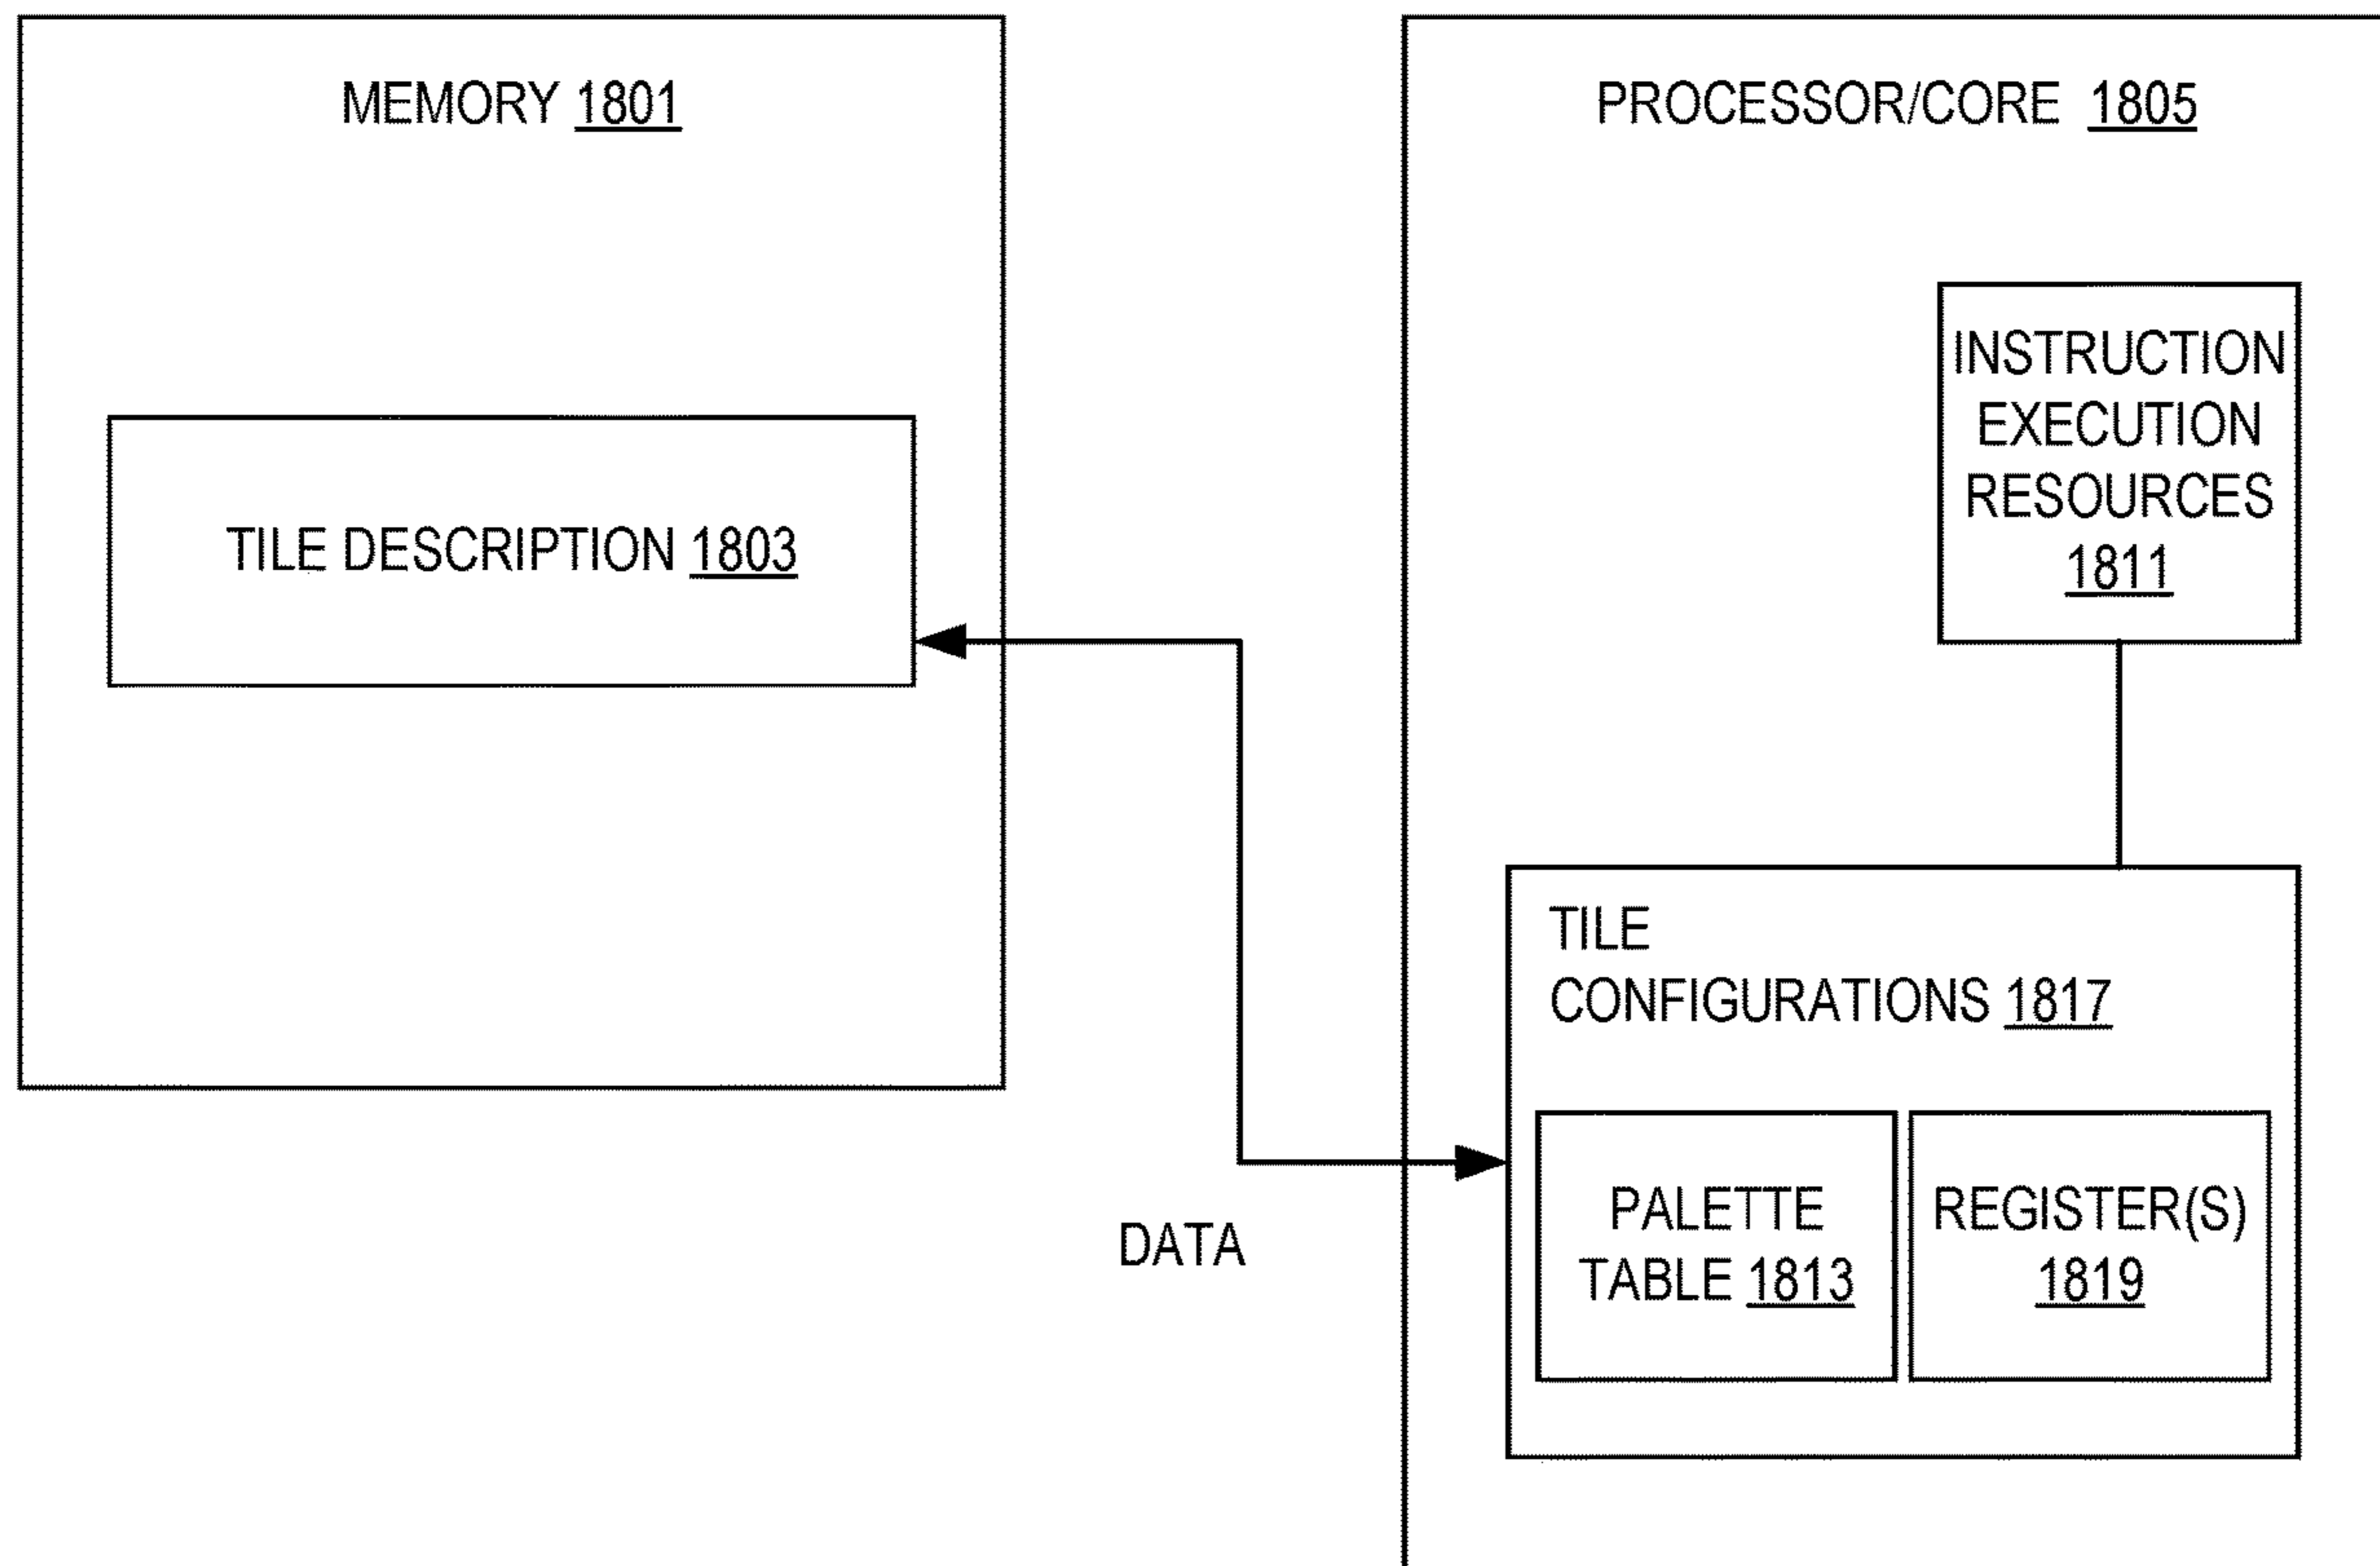 MEMORY 1801
PROCESSOR/CORE 1805
INSTRUCTION
EXECUTION
RESOURCES
1811
TILE DESCRIPTION 1803
TILE
CONFIGURATIONS 1817
PALETTE
TABLE 1813
REGISTER(S)
1819
DATA